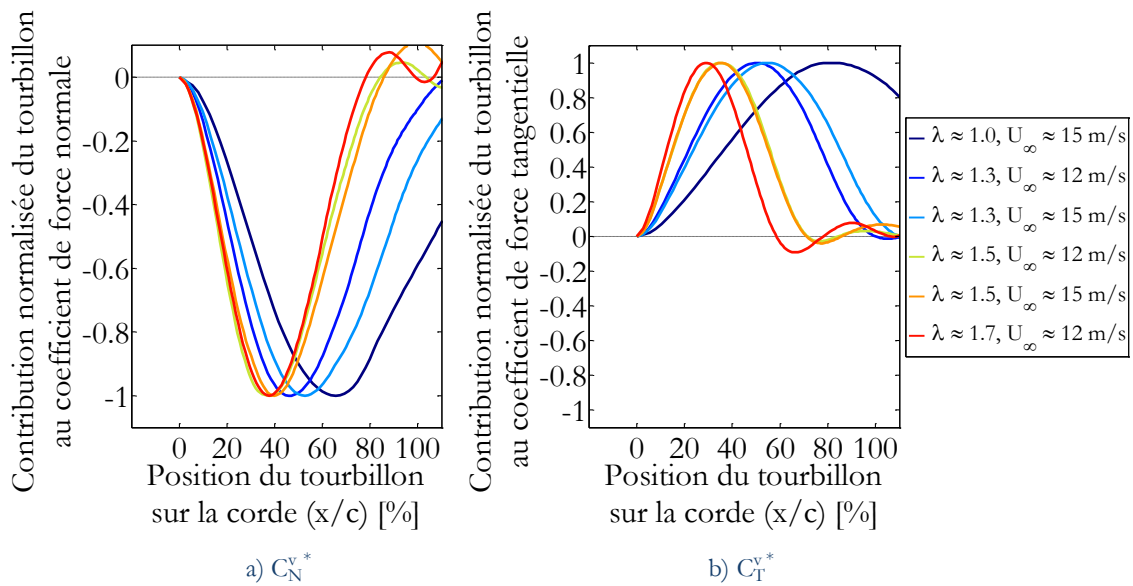 Contribution normalisée du tourbillon
au coefficient de force normale
0
-0.2
-0.4
-0.6
-0.8
-1
0 20 40 60 80 100
Position du tourbillon
sur la corde (x/c) [%]
a) C_N^v *
Contribution normalisée du tourbillon
au coefficient de force tangentielle
1
0.8
0.6
0.4
0.2
0
0.2
-0.4
-0.6
-0.8
-1
0 20 40 60 80 100
Position du tourbillon
sur la corde (x/c) [%]
b) C_T^v *
λ ≈ 1.0, U∞ ≈ 15 m/s
λ ≈ 1.3, U∞ ≈ 12 m/s
λ ≈ 1.3, U∞ ≈ 15 m/s
λ ≈ 1.5, U∞ ≈ 12 m/s
λ ≈ 1.5, U∞ ≈ 15 m/s
λ ≈ 1.7, U∞ ≈ 12 m/s